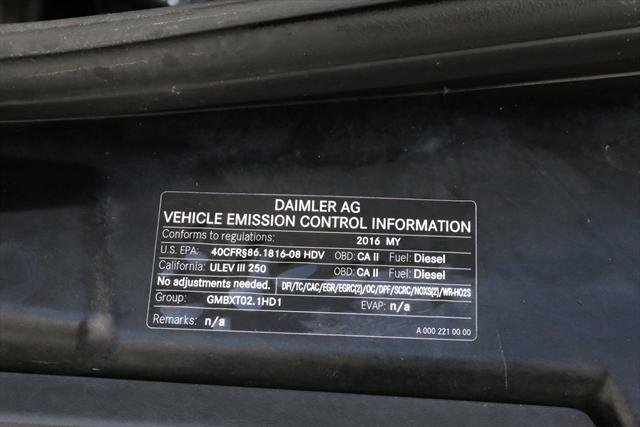 DAIMLER AG
VEHICLE EMISSION CONTROL INFORMATION
Conforms to regulations: 2016 MY
U.S. EPA: 40CFR§86.1816-08 HDV OBD: CA II Fuel: Diesel
California: ULEV III 250 OBD: CA II Fuel: Diesel
No adjustments needed. DFI/TC/CAC/EGR/EGRC(2)/OC/DPF/SCRC/NOXS(2)/WR-HO2S
Group: GMBXT02.1HD1 EVAP: n/a
Remarks: n/a A 000 221 00 00